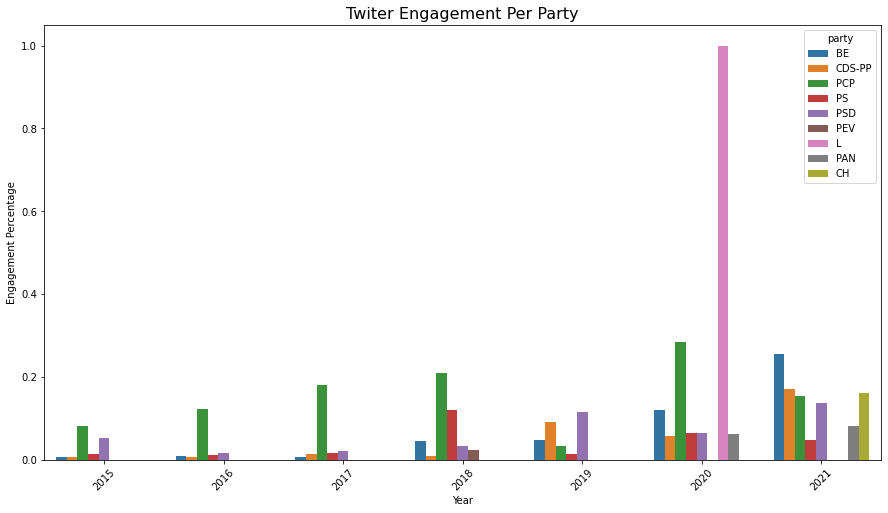 Twiter Engagement Per Party
party
BE
CDS-PP
PCP
PS
PSD
PEV
L
PAN
CH
Engagement Percentage
1.0
0.8
0.6
0.4
0.2
0.0
2015 2016 2017 2018 2019 2020 2021
Year